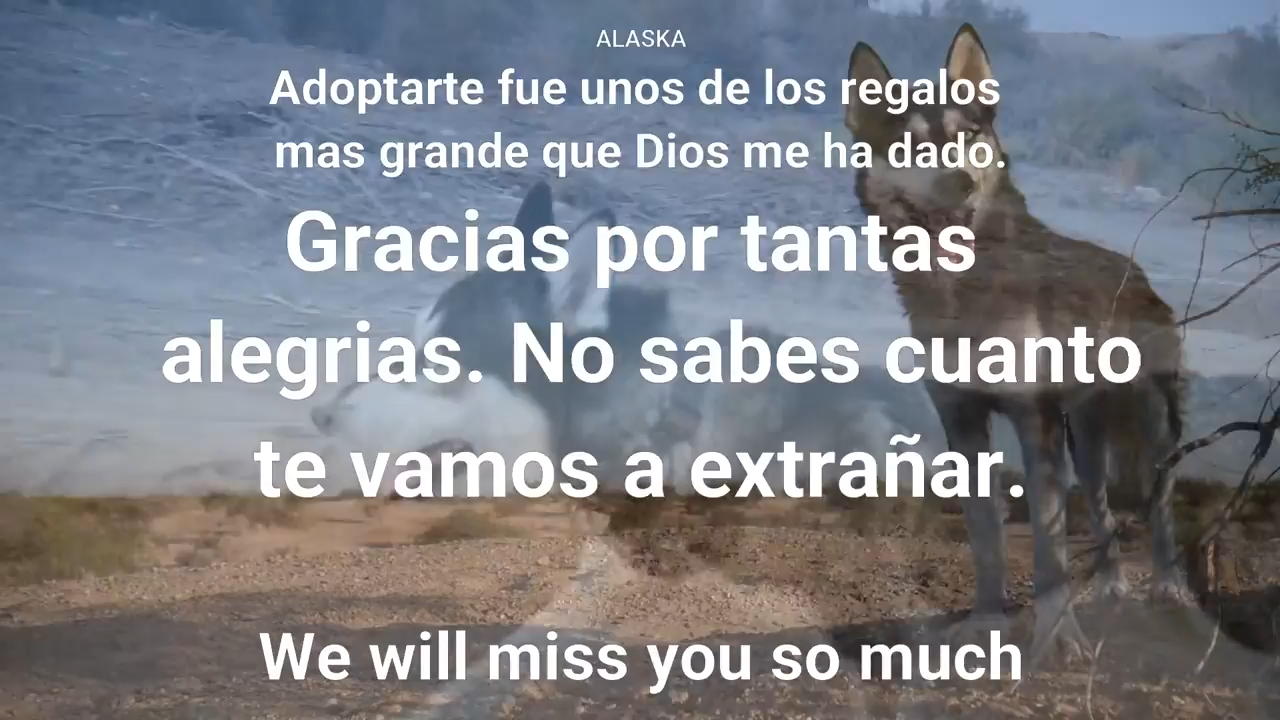 ALASKA
Adoptarte fue unos de los regalos
mas grande que Dios me ha dado.
Gracias por tantas
alegrias. No sabes cuanto
te vamos a extrañar.
We will miss you so much